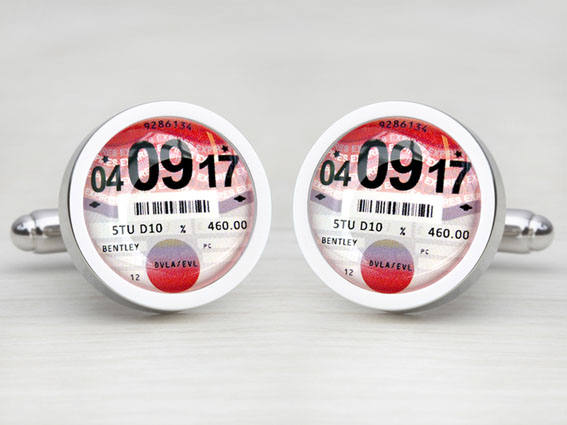 9286134
04 09 17
5TU D10 % 460.00
BENTLEY PC
DVLA/EVL
12
9286134
04 09 17
5TU D10 % 460.00
BENTLEY PC
DVLA/EVL
12